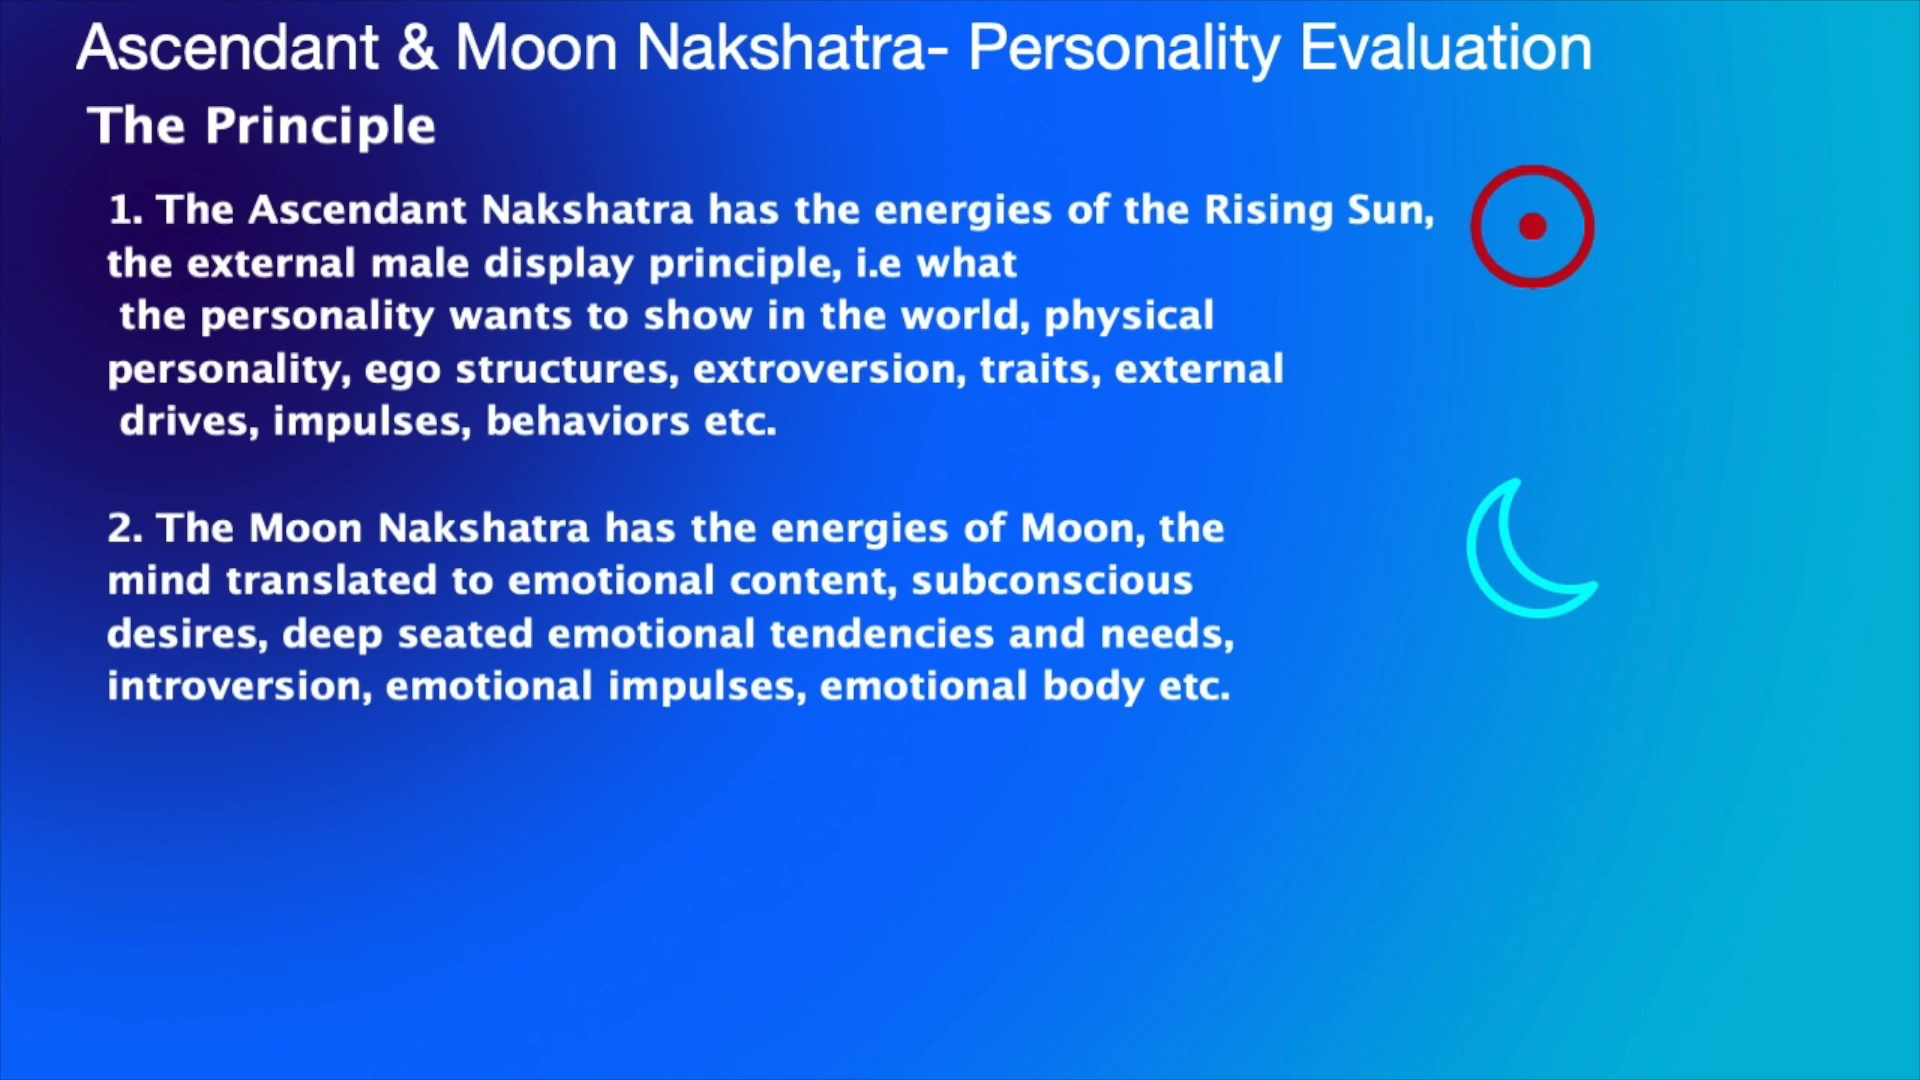 Ascendant & Moon Nakshatra- Personality Evaluation
The Principle
1. The Ascendant Nakshatra has the energies of the Rising Sun,
the external male display principle, i.e what
the personality wants to show in the world, physical
personality, ego structures, extroversion, traits, external
drives, impulses, behaviors etc.
2. The Moon Nakshatra has the energies of Moon, the
mind translated to emotional content, subconscious
desires, deep seated emotional tendencies and needs,
introversion, emotional impulses, emotional body etc.